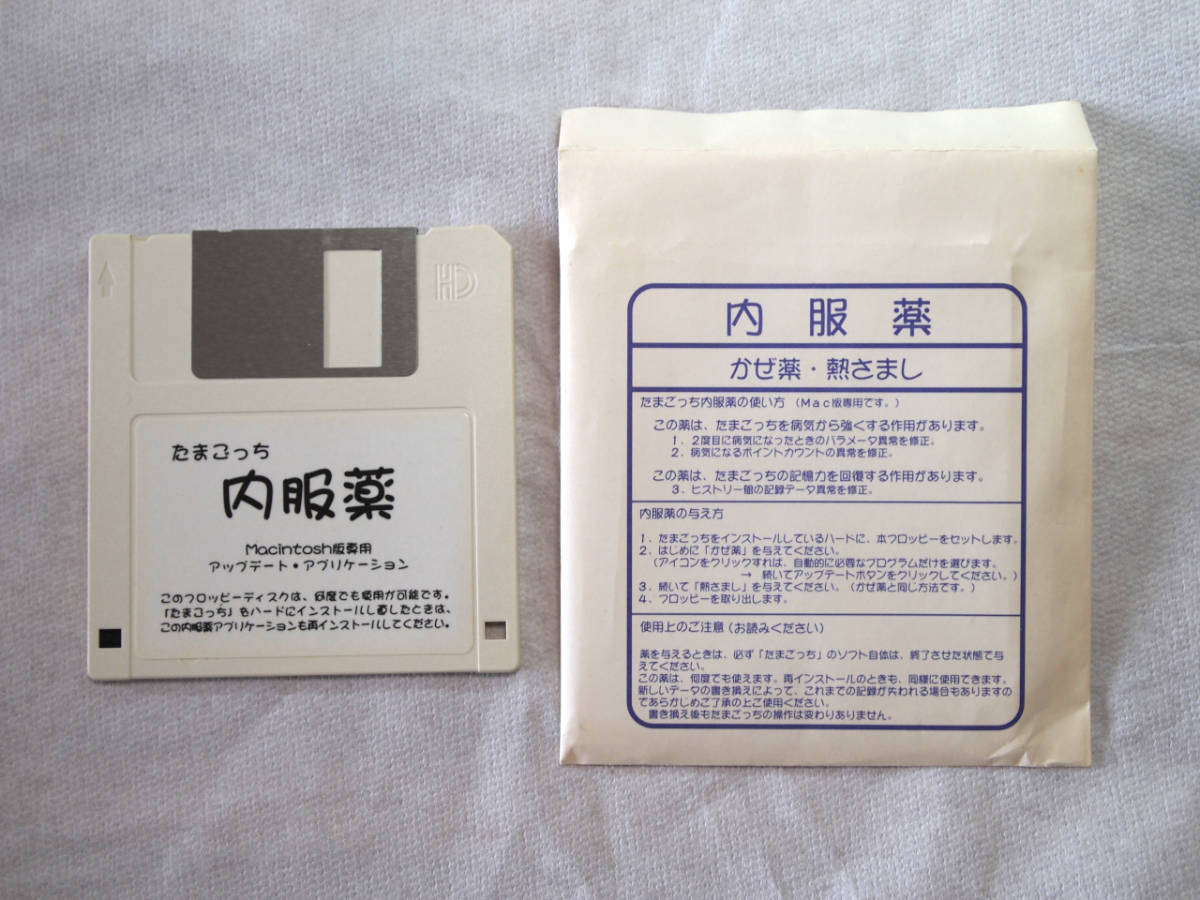 HD
たまごっち
内服薬
Macintosh版専用
アップデート・アプリケーション
このフロッピーディスクは、何度でも使用が可能です。
「たまごっち」をハードにインストールし直したときは、
この内服薬アプリケーションも再インストールしてください。
内服薬
かぜ薬・熱さまし
たまごっち内服薬の使い方 (Mac版専用です。)
この薬は、たまごっちを病気から強くする作用があります。
1．2度目に病気になったときのパラメータ異常を修正。
2．病気になるポイントカウントの異常を修正。
この薬は、たまごっちの記憶力を回復する作用があります。
3．ヒストリー館の記録データ異常を修正。
内服薬の与え方
1．たまごっちをインストールしているハードに、本フロッピーをセットします。
2．はじめに「かぜ薬」を与えてください。
(アイコンをクリックすれば、自動的に必要なプログラムだけを選びます。
→ 続いてアップデートボタンをクリックしてください。)
3．続いて「熱さまし」を与えてください。(かぜ薬と同じ方法です。)
4．フロッピーを取り出します。
使用上のご注意(お読みください)
薬を与えるときは、必ず「たまごっち」のソフト自体は、終了させた状態で与
えてください。
この薬は、何度でも使えます。再インストールのときも、同様に使用できます。
新しいデータの書き換えによって、これまでの記録が失われる場合もありますの
であらかじめご了承の上ご使用ください。
書き換え後もたまごっちの操作は変わりありません。